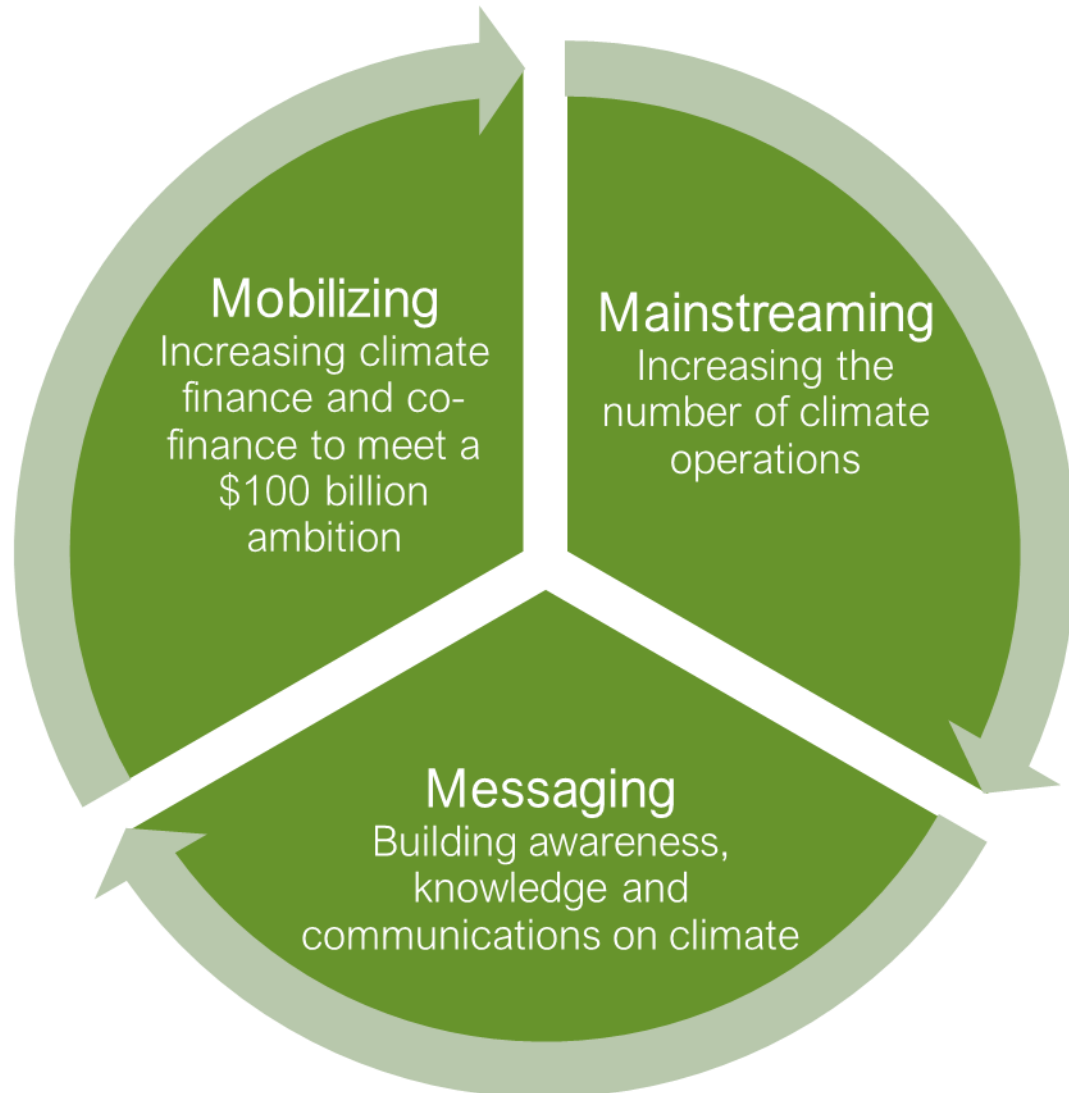 Mobilizing
Increasing climate
finance and co-
finance to meet a
$100 billion
ambition
Mainstreaming
Increasing the
number of climate
operations
Messaging
Building awareness,
knowledge and
communications on climate